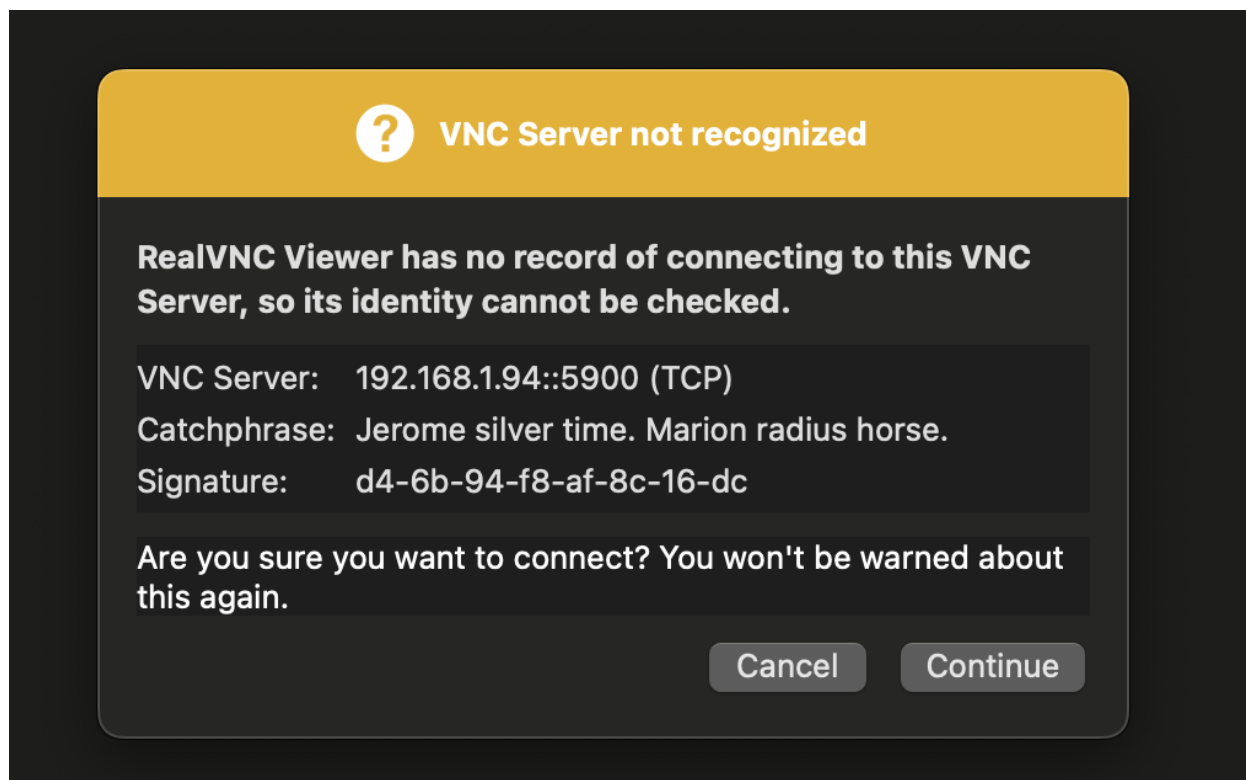 VNC Server not recognized
RealVNC Viewer has no record of connecting to this VNC
Server, so its identity cannot be checked.
VNC Server: 192.168.1.94::5900 (TCP)
Catchphrase: Jerome silver time. Marion radius horse.
Signature: d4-6b-94-f8-af-8c-16-dc
Are you sure you want to connect? You won't be warned about
this again.
Cancel Continue